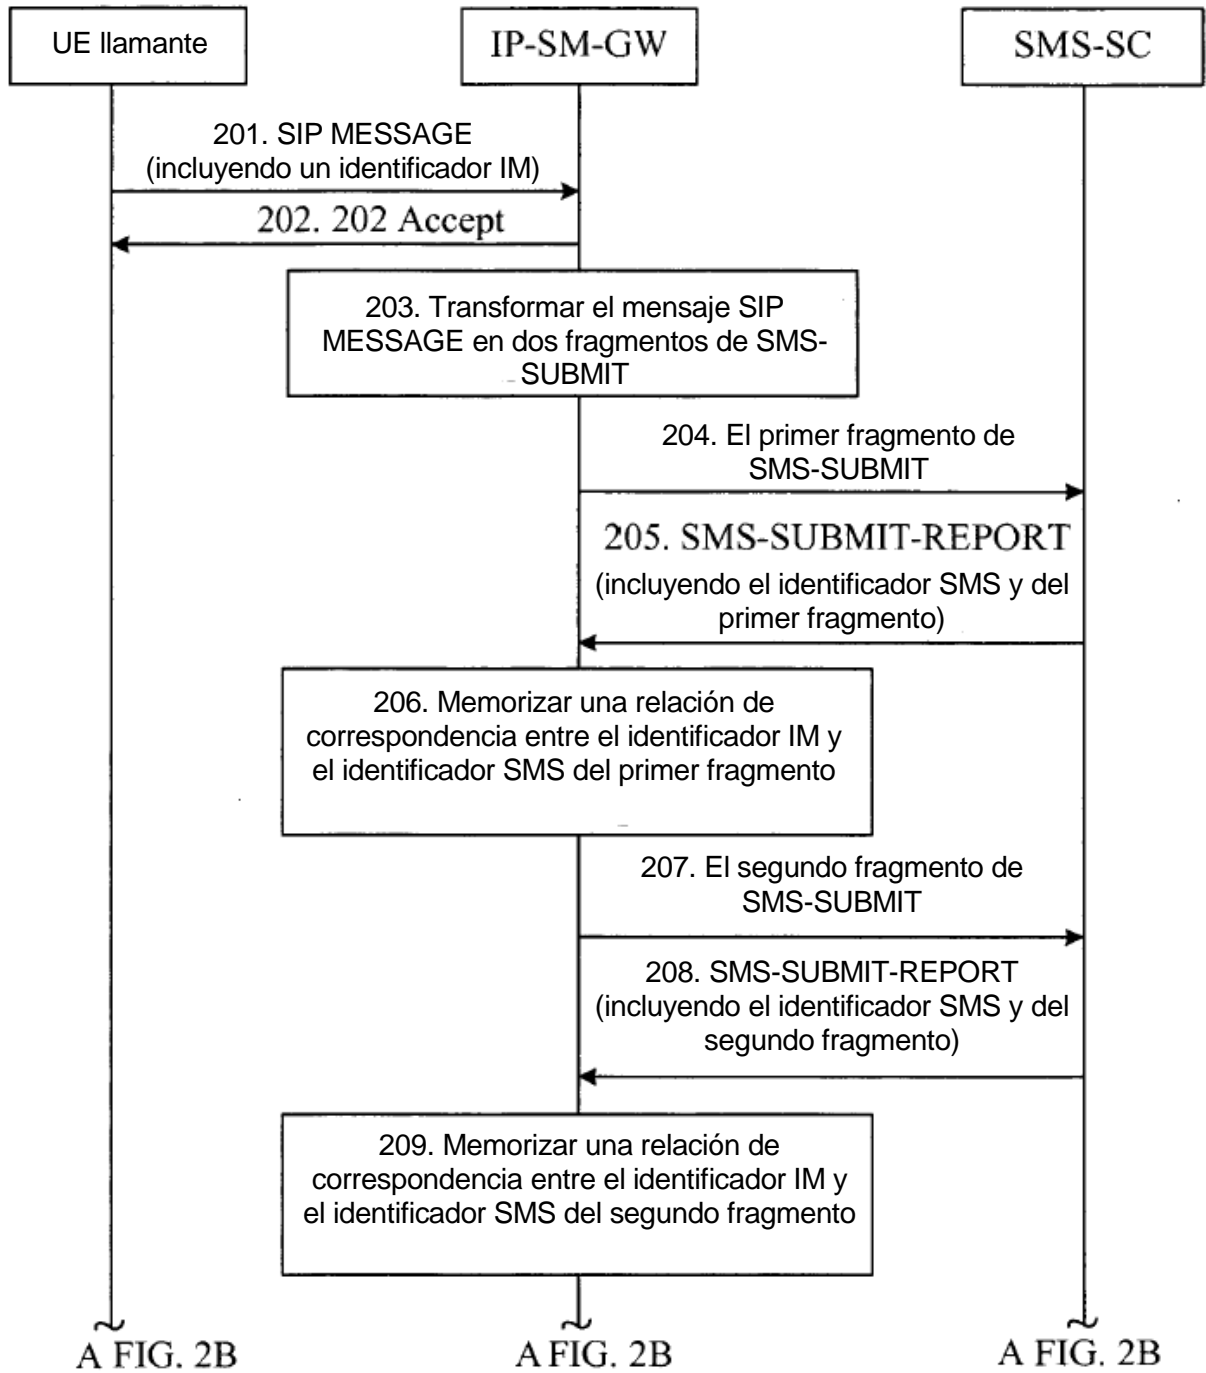 UE llamante
IP-SM-GW
SMS-SC
201. SIP MESSAGE
(incluyendo un identificador IM)
202. 202 Accept
203. Transformar el mensaje SIP
MESSAGE en dos fragmentos de SMS-
SUBMIT
204. El primer fragmento de
SMS-SUBMIT
205. SMS-SUBMIT-REPORT
(incluyendo el identificador SMS y del
primer fragmento)
206. Memorizar una relación de
correspondencia entre el identificador IM y
el identificador SMS del primer fragmento
207. El segundo fragmento de
SMS-SUBMIT
208. SMS-SUBMIT-REPORT
(incluyendo el identificador SMS y del
segundo fragmento)
209. Memorizar una relación de
correspondencia entre el identificador IM y
el identificador SMS del segundo fragmento
A FIG. 2B
A FIG. 2B
A FIG. 2B